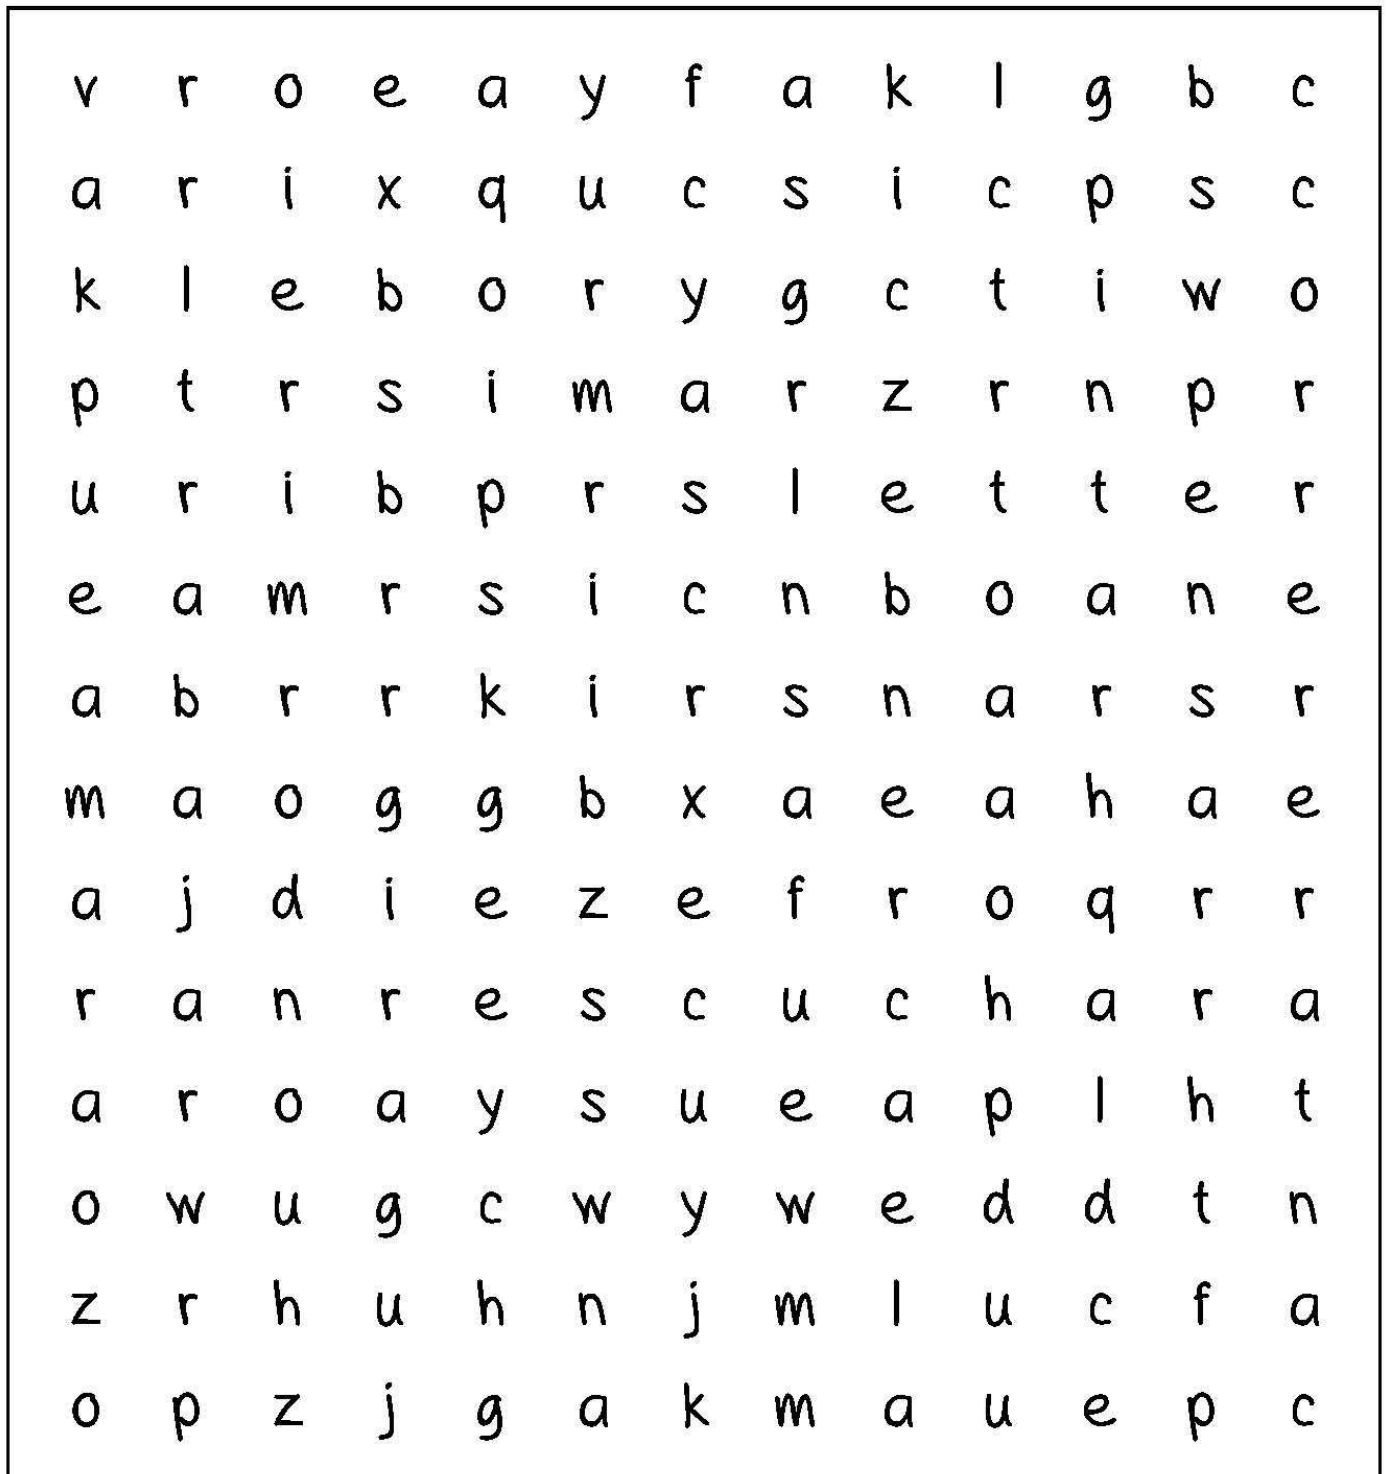 v r o e a y f a k l g b c
a r i x q u c s i c p s c
k l e b o r y g c t i w o
p t r s i m a r z r n p r
u r i b p r s l e t t e r
e a m r s i c n b o a n e
a b r r k i r s n a r s r
m a o g g b x a e a h a e
a j d i e z e f r o q r r
r a n r e s c u c h a r a
a r o a y s u e a p l h t
o w u g c w y w e d d t n
z r h u h n j m l u c f a
o p z j g a k m a u e p c